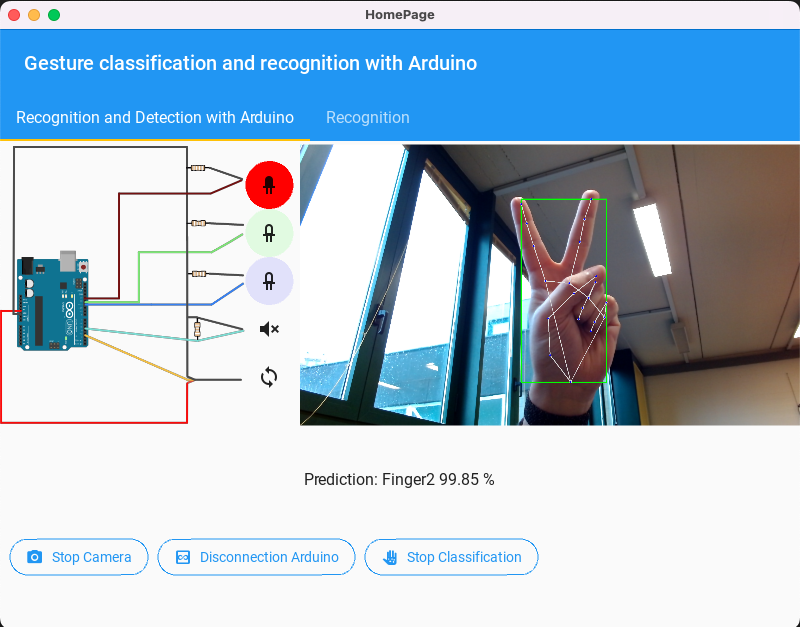 HomePage
Gesture classification and recognition with Arduino
Recognition and Detection with Arduino
Recognition
UNO
Prediction: Finger2 99.85 %
Stop Camera
Disconnection Arduino
Stop Classification